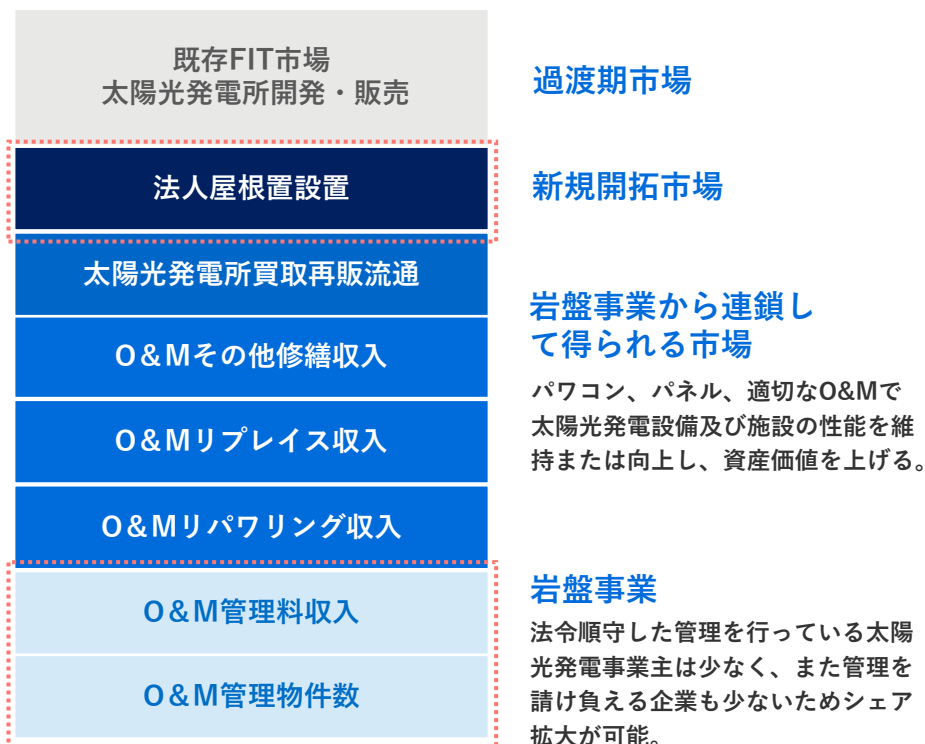 既存FIT市場
太陽光発電所開発・販売
過渡期市場
法人屋根置設置
新規開拓市場
太陽光発電所買取再販流通
O&Mその他修繕収入
O&Mリプレイス収入
O&Mリパワリング収入
岩盤事業から連鎖し
て得られる市場
パワコン、パネル、適切なO&Mで
太陽光発電設備及び施設の性能を維
持または向上し、資産価値を上げる。
O&M管理料収入
O&M管理物件数
岩盤事業
法令順守した管理を行っている太陽
光発電事業主は少なく、また管理を
請け負える企業も少ないためシェア
拡大が可能。